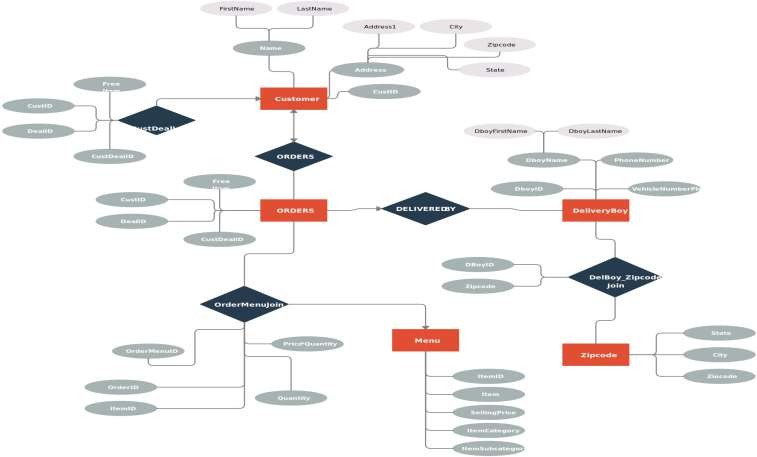 FirstName
LastName
Address1
City
Name
Zipcode
Address
State
Free
CustID
Customer
CustID
DealID
CustDealID
ORDERS
DboyFirstName
DboyLastName
DboyName
PhoneNumber
Free
DboyID
CustID
ORDERS
DELIVEREDBY
DeliveryBoy
DealID
CustDealID
DBoyID
DelBoy_Zipcode
Join
Zipcode
OrderMenuJoin
State
Menu
OrderMenuID
Zipcode
City
ItemID
Zipcode
OrderID
Item
Quantity
ItemID
SellingPrice
ItemCategory